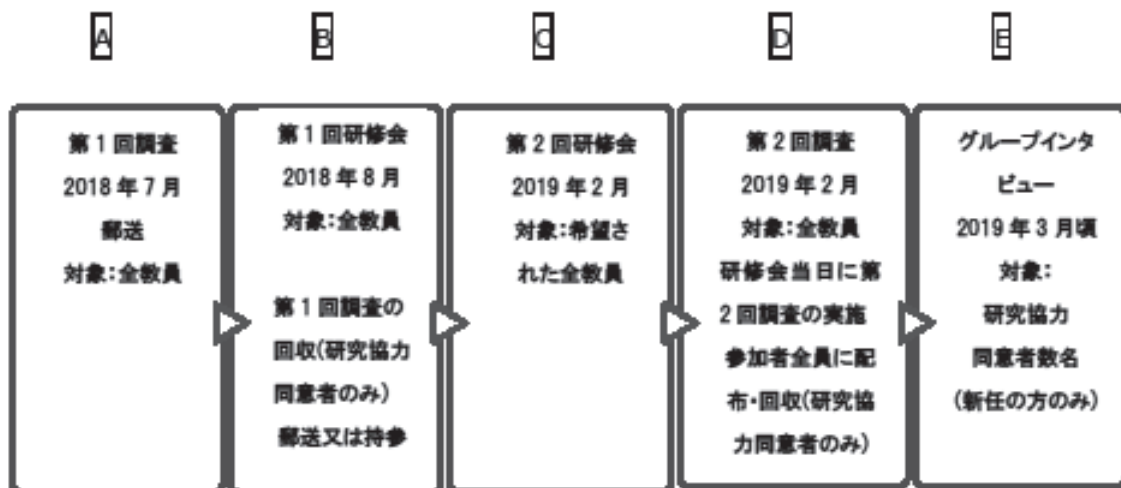 A
B
C
D
E
第1回調査
2018年7月
郵送
対象：全教員
第1回研修会
2018年8月
対象：全教員
第1回調査の
回収(研究協力
同意者のみ)
郵送又は持参
第2回研修会
2019年2月
対象：希望さ
れた全教員
第2回調査
2019年2月
対象：全教員
研修会当日に第
2回調査の実施
参加者全員に配
布・回収(研究協
力同意者のみ)
グループインタ
ビュー
2019年3月頃
対象：
研究協力
同意者数名
(新任の方のみ)